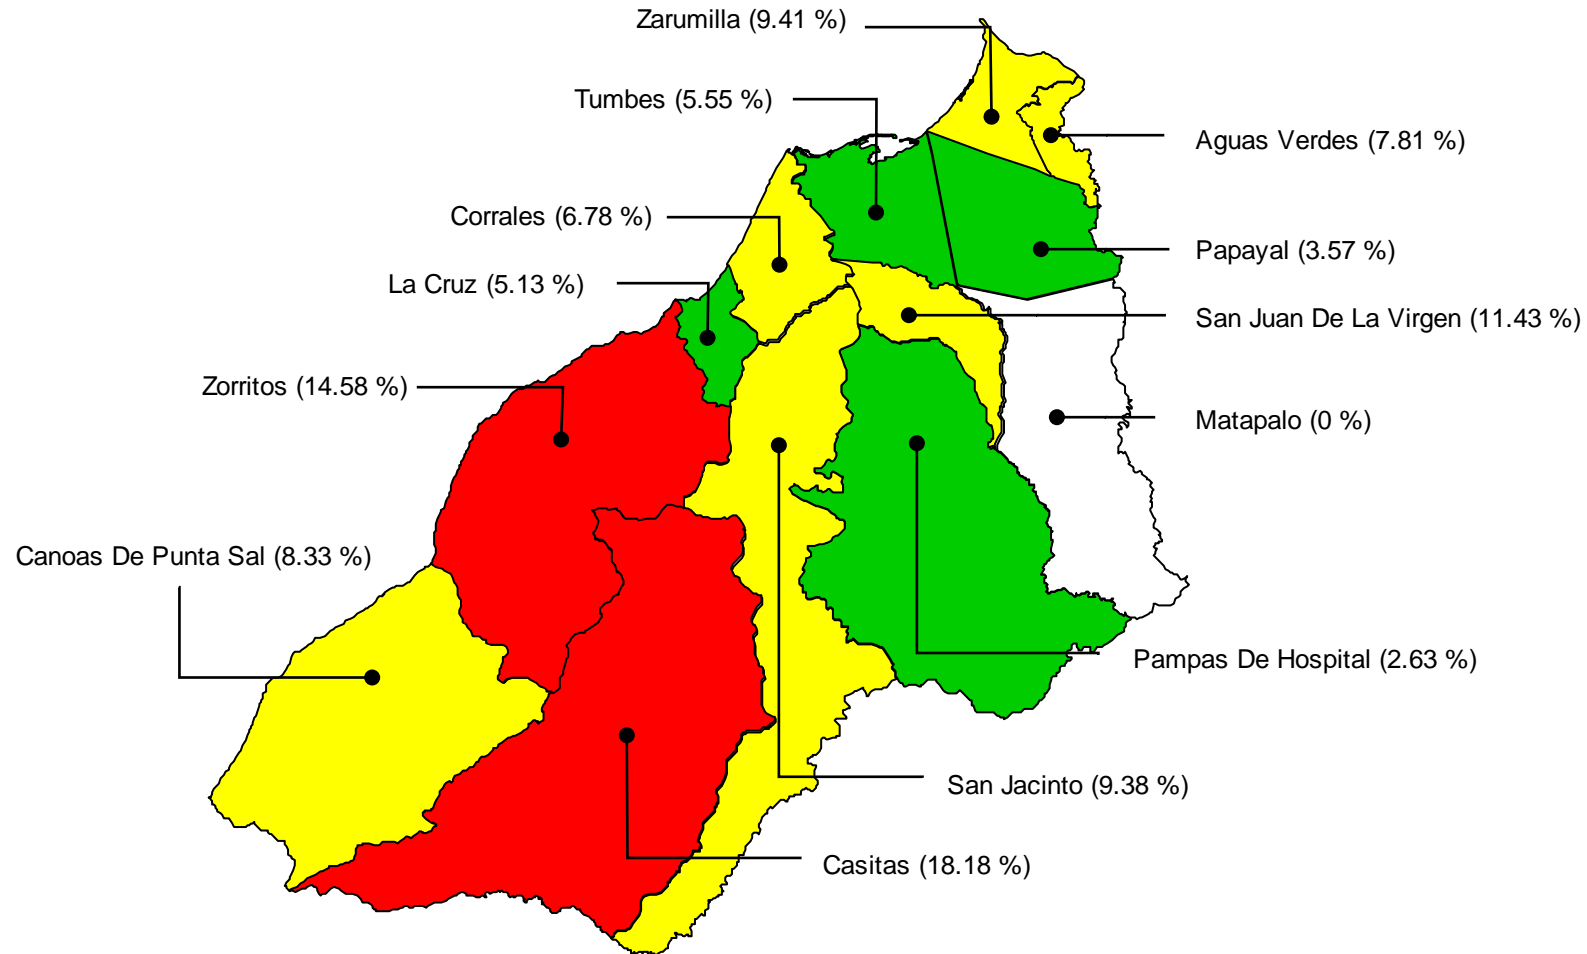 Zarumilla (9.41 %)
Tumbes (5.55 %)
Aguas Verdes (7.81 %)
Corrales (6.78 %)
Papayal (3.57 %)
La Cruz (5.13 %)
San Juan De La Virgen (11.43 %)
Zorritos (14.58 %)
Matapalo (0 %)
Canoas De Punta Sal (8.33 %)
Pampas De Hospital (2.63 %)
San Jacinto (9.38 %)
Casitas (18.18 %)